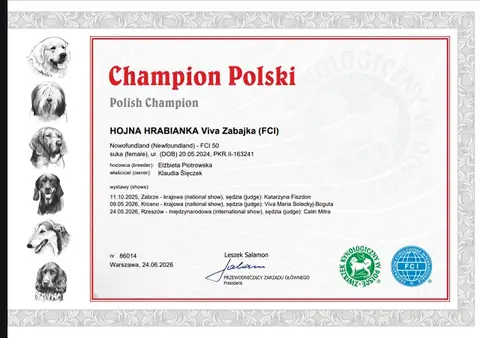 Champion Polski
Polish Champion
HOJNA HRABIANKA Viva Zabajka (FCI)
Nowofundland (Newfoundland) - FCI 50
suka (female), ur. (DOB) 20.05.2024, PKR.II-163241
hodowca (breeder): Elżbieta Piotrowska
właściciel (owner): Klaudia Ślęczek
wystawy (shows):
11.10.2025, Zabrze - krajowa (national show), sędzia (judge): Katarzyna Fiszdon
09.05.2026, Krosno - krajowa (national show), sędzia (judge): Viva Maria Soleckyj-Boguta
24.05.2026, Rzeszów - międzynarodowa (international show), sędzia (judge): Calin Mitra
nr 86014
Leszek Salamon
Warszawa, 24.06.2026
PRZEWODNICZĄCY ZARZĄDU GŁÓWNEGO
President
ZWIĄZEK KYNOLOGICZNY W POLSCE
FCI